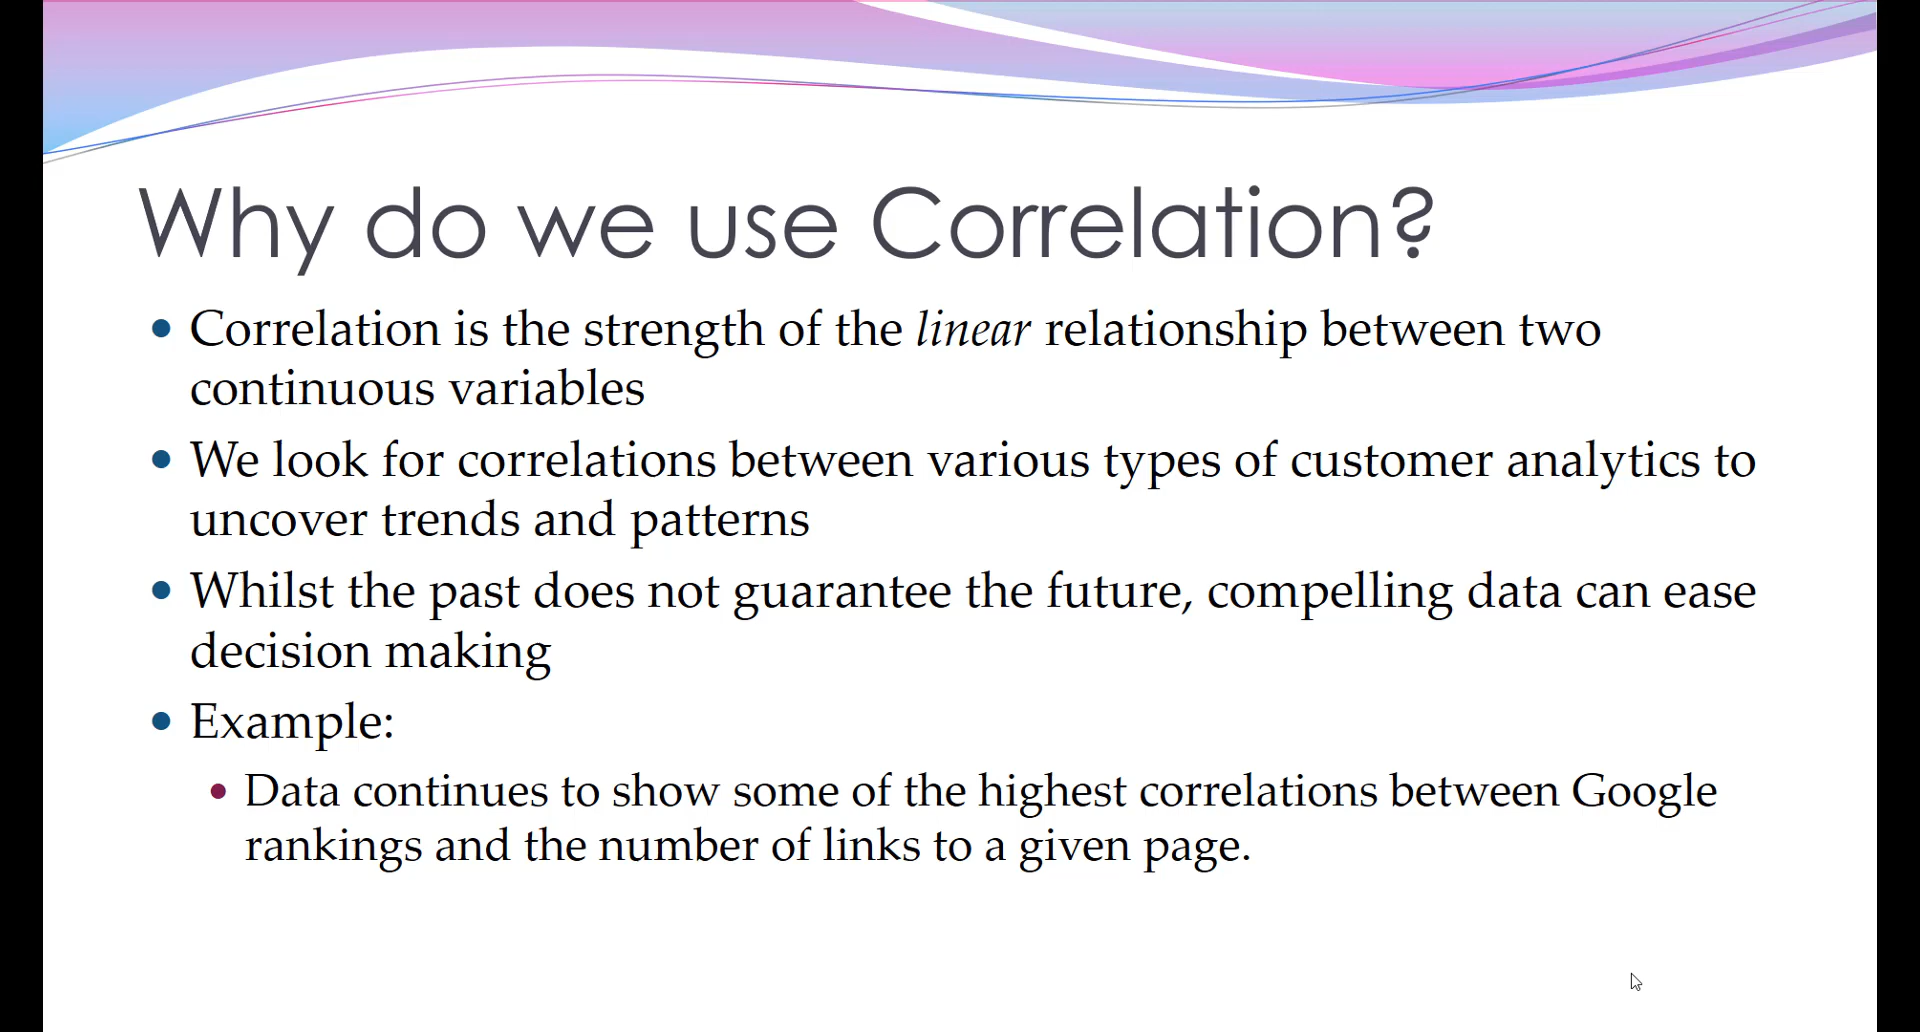 Why do we use Correlation?
• Correlation is the strength of the linear relationship between two
continuous variables
• We look for correlations between various types of customer analytics to
uncover trends and patterns
• Whilst the past does not guarantee the future, compelling data can ease
decision making
• Example:
• Data continues to show some of the highest correlations between Google
rankings and the number of links to a given page.